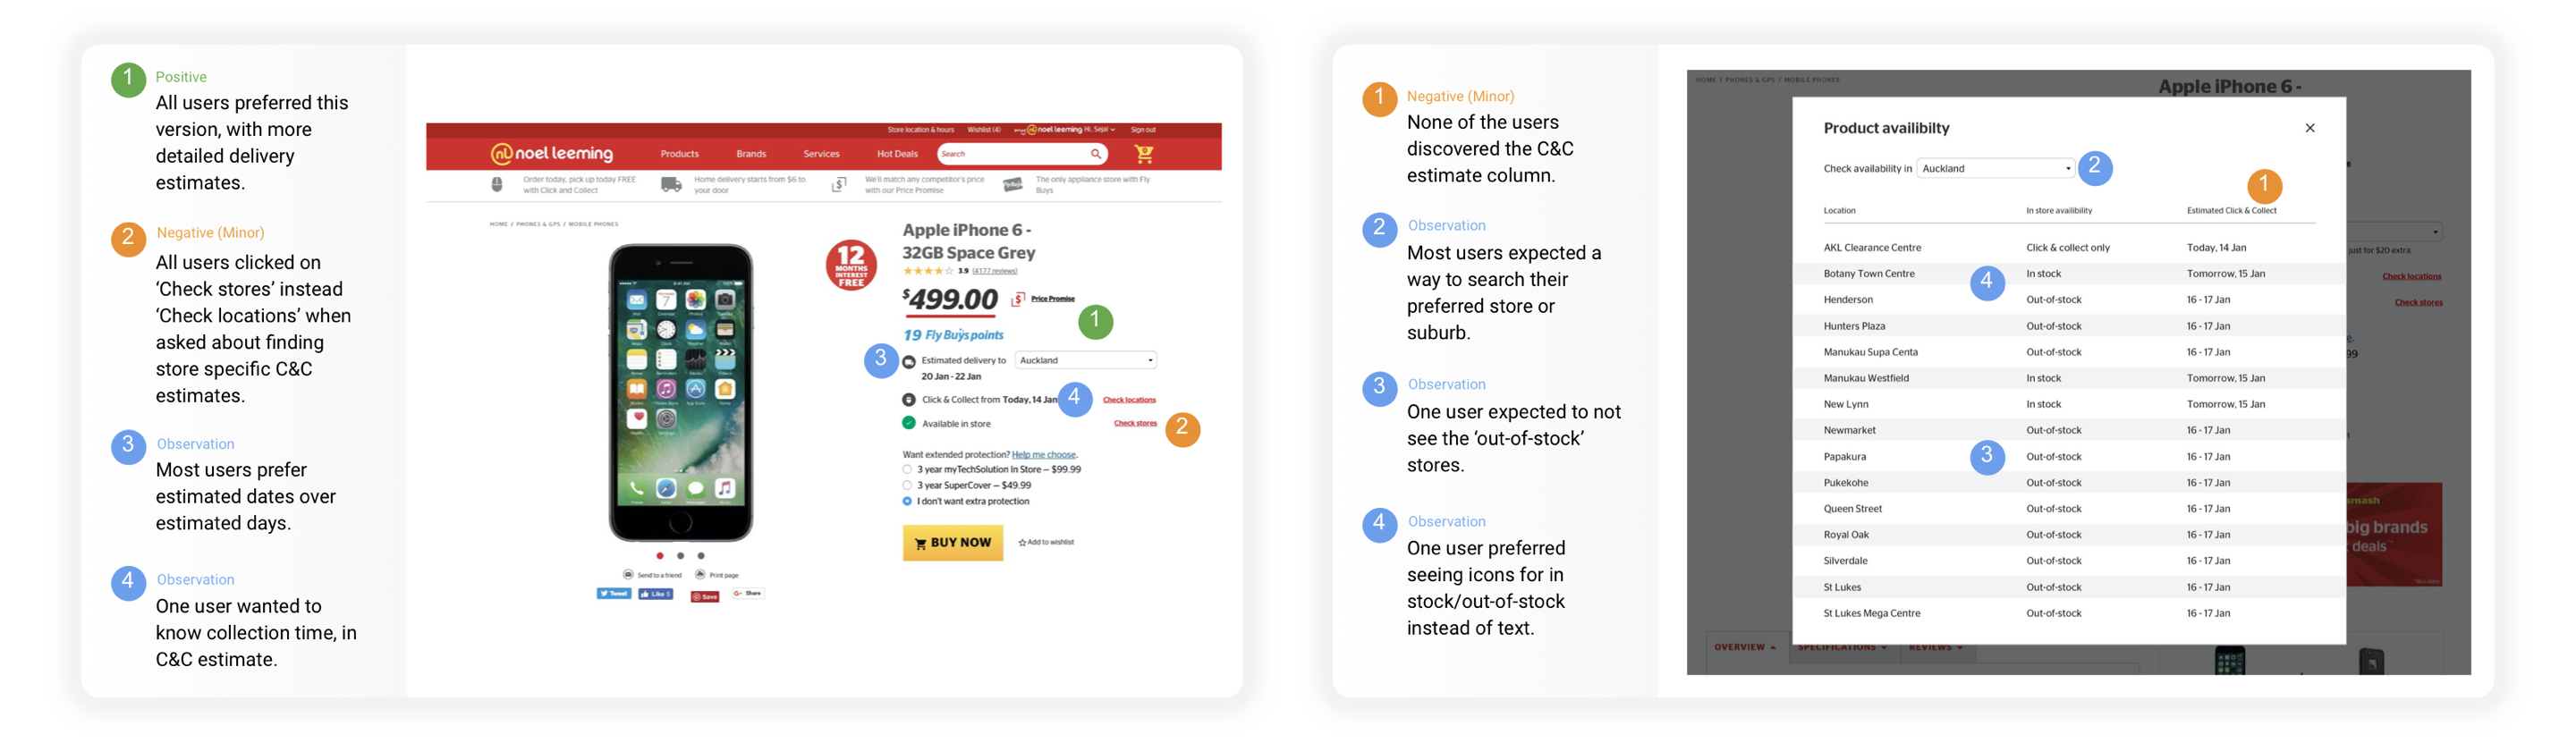 1
Positive
All users preferred this
version, with more
detailed delivery
estimates.
2
Negative (Minor)
All users clicked on
‘Check stores’ instead
‘Check locations’ when
asked about finding
store specific C&C
estimates.
3
Observation
Most users prefer
estimated dates over
estimated days.
4
Observation
One user wanted to
know collection time, in
C&C estimate.
Store location & hours Wishlist (4) noel leeming Hi, Sejal Sign out
noel leeming Products Brands Services Hot Deals Search
Order today, pick up today FREE
with Click and Collect
Home delivery starts from $6 to
your door
We'll match any competitor's price
with our Price Promise
The only appliance store with Fly
Buys
HOME / PHONES & GPS / MOBILE PHONES
12
MONTHS
INTEREST
FREE
Apple iPhone 6 -
32GB Space Grey
3.9 (4177 reviews)
$499.00 Price Promise
1
19 Fly Buys points
3
Estimated delivery to Auckland
20 Jan - 22 Jan
Click & Collect from Today, 14 Jan 4 Check locations
Available in store Check stores 2
Want extended protection? Help me choose.
3 year myTechSolution In Store – $99.99
3 year SuperCover – $49.99
I don't want extra protection
BUY NOW Add to wishlist
Send to a friend Print page
Tweet Like 5 Save G+ Share
1
Negative (Minor)
None of the users
discovered the C&C
estimate column.
2
Observation
Most users expected a
way to search their
preferred store or
suburb.
3
Observation
One user expected to not
see the ‘out-of-stock’
stores.
4
Observation
One user preferred
seeing icons for in
stock/out-of-stock
instead of text.
HOME / PHONES & GPS / MOBILE PHONES
Apple iPhone 6 -
Product availibilty
Check availability in Auckland 2
1
Location In store availibility Estimated Click & Collect
AKL Clearance Centre Click & collect only Today, 14 Jan
Botany Town Centre 4 In stock Tomorrow, 15 Jan
Henderson Out-of-stock 16 - 17 Jan
Hunters Plaza Out-of-stock 16 - 17 Jan
Manukau Supa Centa Out-of-stock 16 - 17 Jan
Manukau Westfield In stock Tomorrow, 15 Jan
New Lynn In stock Tomorrow, 15 Jan
Newmarket Out-of-stock 16 - 17 Jan
Papakura 3 Out-of-stock 16 - 17 Jan
Pukekohe Out-of-stock 16 - 17 Jan
Queen Street Out-of-stock 16 - 17 Jan
Royal Oak Out-of-stock 16 - 17 Jan
Silverdale Out-of-stock 16 - 17 Jan
St Lukes Out-of-stock 16 - 17 Jan
St Lukes Mega Centre Out-of-stock 16 - 17 Jan
just for $20 extra.
Check locations
Check stores
99
smash
big brands
deals
OVERVIEW SPECIFICATIONS REVIEWS